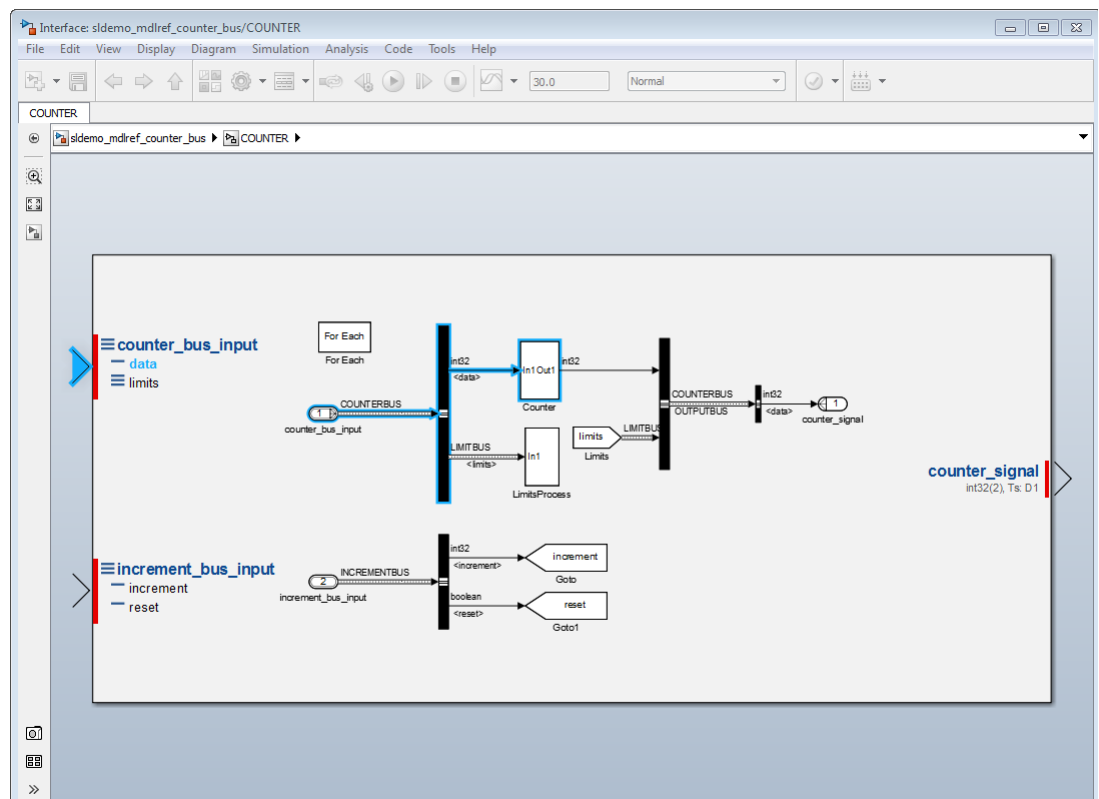 Interface: sldemo_mdlref_counter_bus/COUNTER
File Edit View Display Diagram Simulation Analysis Code Tools Help
30.0 Normal
COUNTER
sldemo_mdlref_counter_bus COUNTER
counter_bus_input
data
limits
For Each
For Each
1
COUNTERBUS
counter_bus_input
int32
<data>
In1 Out1
int32
Counter
LIMITBUS
<limits>
In1
LimitsProcess
limits
Limits
LIMITBUS
COUNTERBUS
OUTPUTBUS
int32
<data>
1
counter_signal
counter_signal
int32(2), Ts: D1
increment_bus_input
increment
reset
2
INCREMENTBUS
increment_bus_input
int32
<increment>
increment
Goto
boolean
<reset>
reset
Goto1